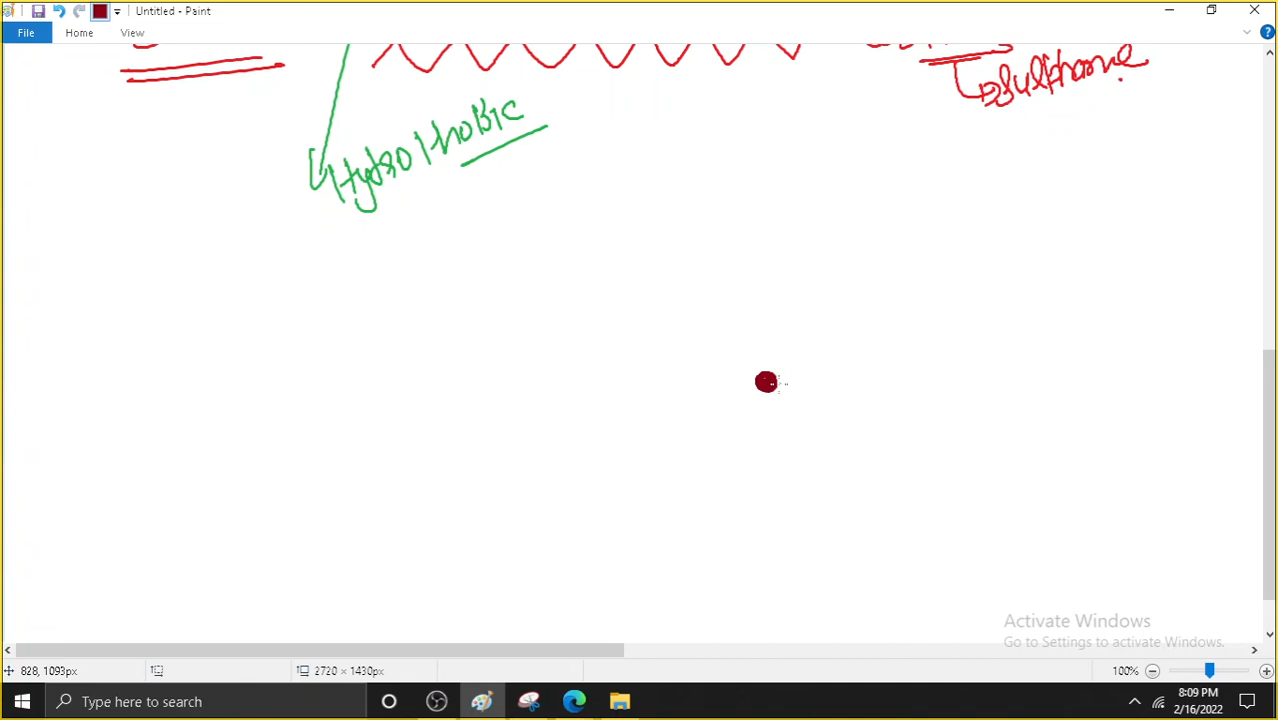 Untitled - Paint
File Home View
sulphone
Hydrophobic
Activate Windows
Go to Settings to activate Windows.
828, 1093px
2720 × 1430px
100%
Type here to search
8:09 PM
2/16/2022